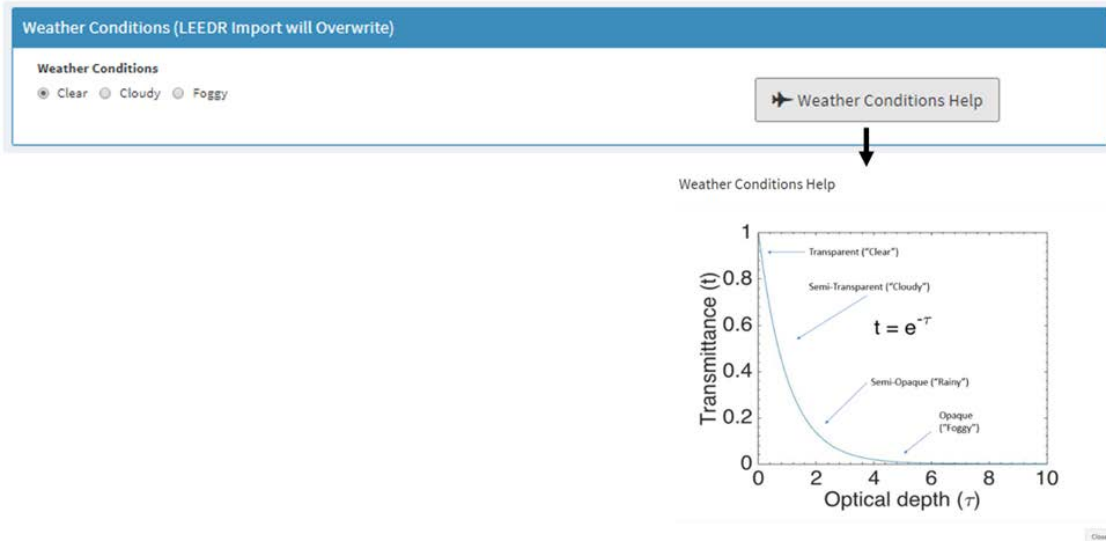 Weather Conditions (LEEDR Import will Overwrite)
Weather Conditions
Clear Cloudy Foggy
Weather Conditions Help
Weather Conditions Help
1
0.8
0.6
0.4
0.2
0
Transmittance (t)
Transparent ("Clear")
Semi-Transparent ("Cloudy")
t = e^-τ
Semi-Opaque ("Rainy")
Opaque
("Foggy")
0 2 4 6 8 10
Optical depth (τ)